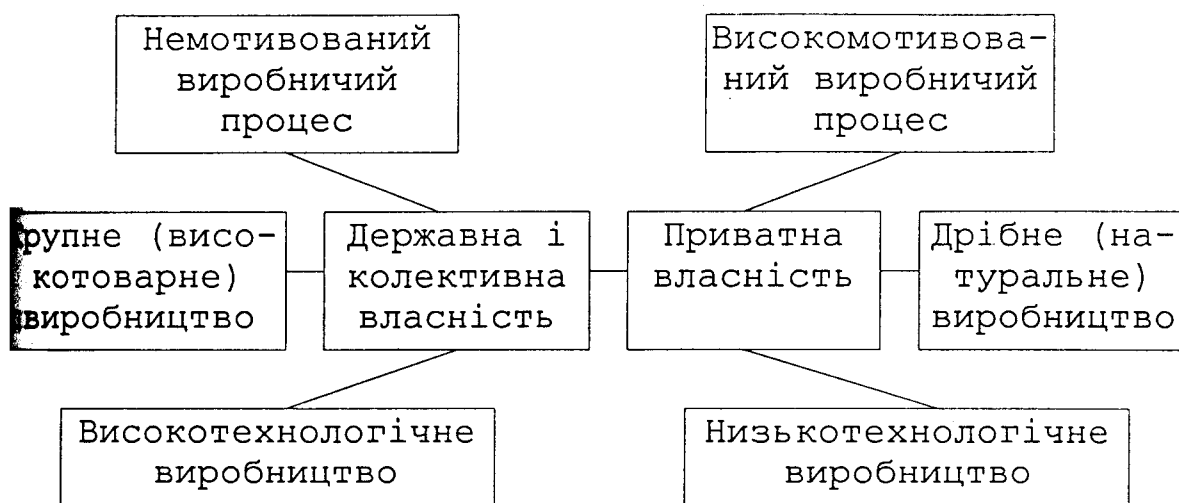 Немотивований
виробничий
процес
Високомотивова-
ний виробничий
процес
Крупне (висо-
котоварне)
виробництво
Державна і
колективна
власність
Приватна
власність
Дрібне (на-
туральне)
виробництво
Високотехнологічне
виробництво
Низькотехнологічне
виробництво